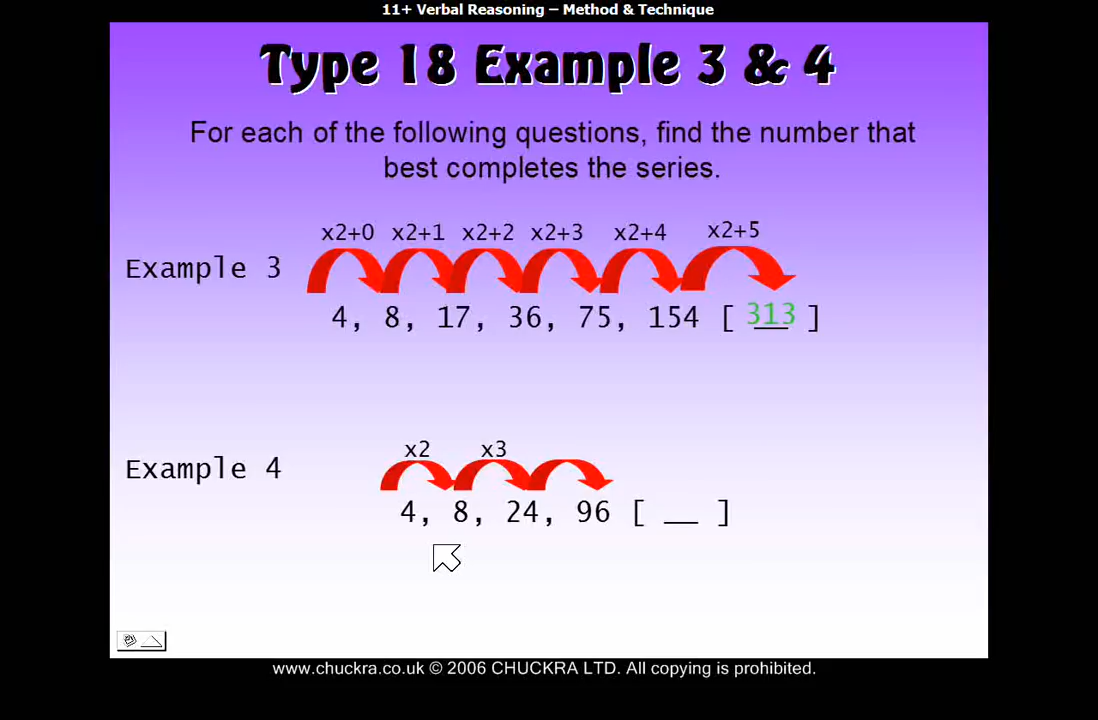 11+ Verbal Reasoning – Method & Technique
Type 18 Example 3 & 4
For each of the following questions, find the number that
best completes the series.
x2+0 x2+1 x2+2 x2+3 x2+4 x2+5
Example 3
4, 8, 17, 36, 75, 154 [ 313 ]
x2 x3
Example 4
4, 8, 24, 96 [ __ ]
www.chuckra.co.uk © 2006 CHUCKRA LTD. All copying is prohibited.